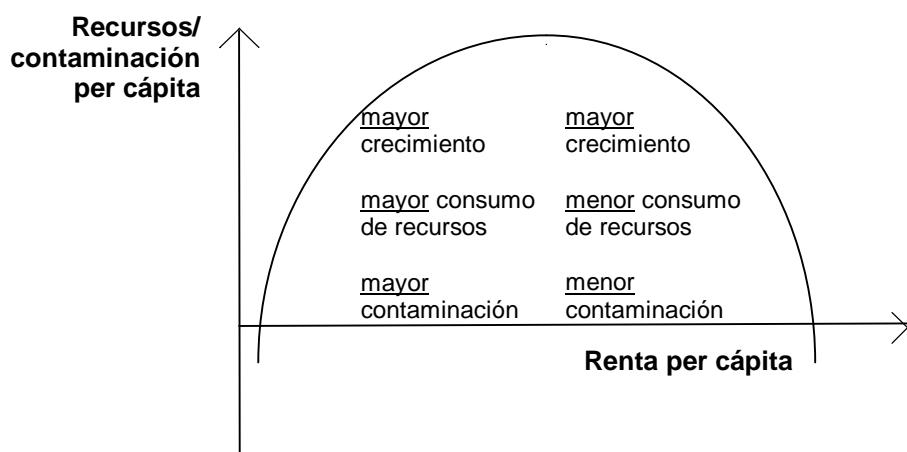 Recursos/
contaminación
per cápita
mayor
crecimiento
mayor consumo
de recursos
mayor
contaminación
mayor
crecimiento
menor consumo
de recursos
menor
contaminación
Renta per cápita